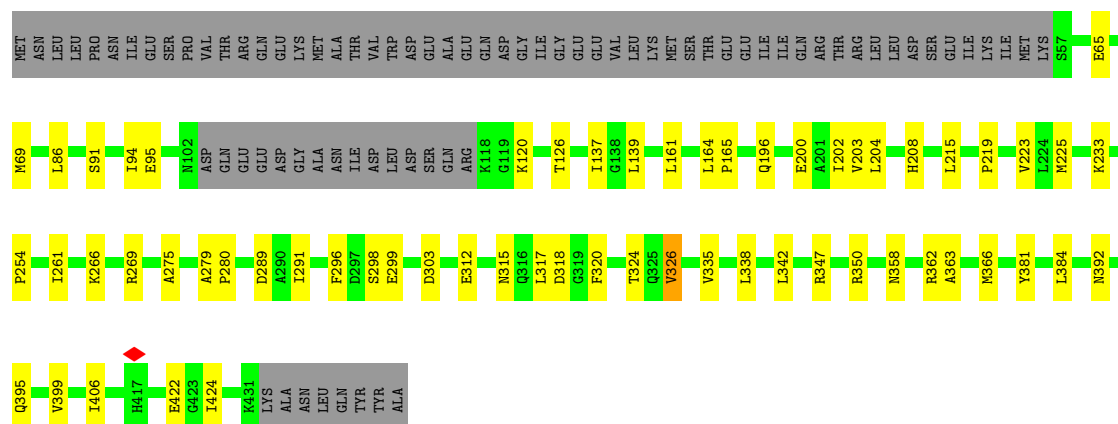 MET ASN LEU LEU PRO ASN ILE GLU SER PRO VAL THR ARG GLN GLU LYS MET ALA THR VAL TRP ASP SER GLU ALA GLU GLN ASP GLY ILE GLY GLU GLU VAL LEU LYS MET SER THR GLU GLU ILE ILE GLN ARG THR ARG LEU LEU ASP SER GLU ILE LYS ILE MET LYS S57 E65
M69 L86 S91 I94 E95 N102 ASP GLN GLU GLU ASP GLY ALA ASN ILE ASP LEU ASP SER GLN ARG K118 G119 K120 T126 I137 G138 L139 L161 L164 P165 Q196 E200 A201 I202 V203 L204 H208 L215 P219 V223 L224 M225 K233
P254 I261 K266 R269 A275 A279 P280 D289 A290 I291 F296 D297 S298 E299 D303 E312 N315 Q316 L317 D318 G319 F320 T324 Q325 V326 V335 L338 L342 R347 R350 N358 R362 A363 M366 Y381 L384 N392
Q395 V399 I406 H417 E422 G423 I424 K431 LYS ALA ASN LEU GLN TYR TYR ALA